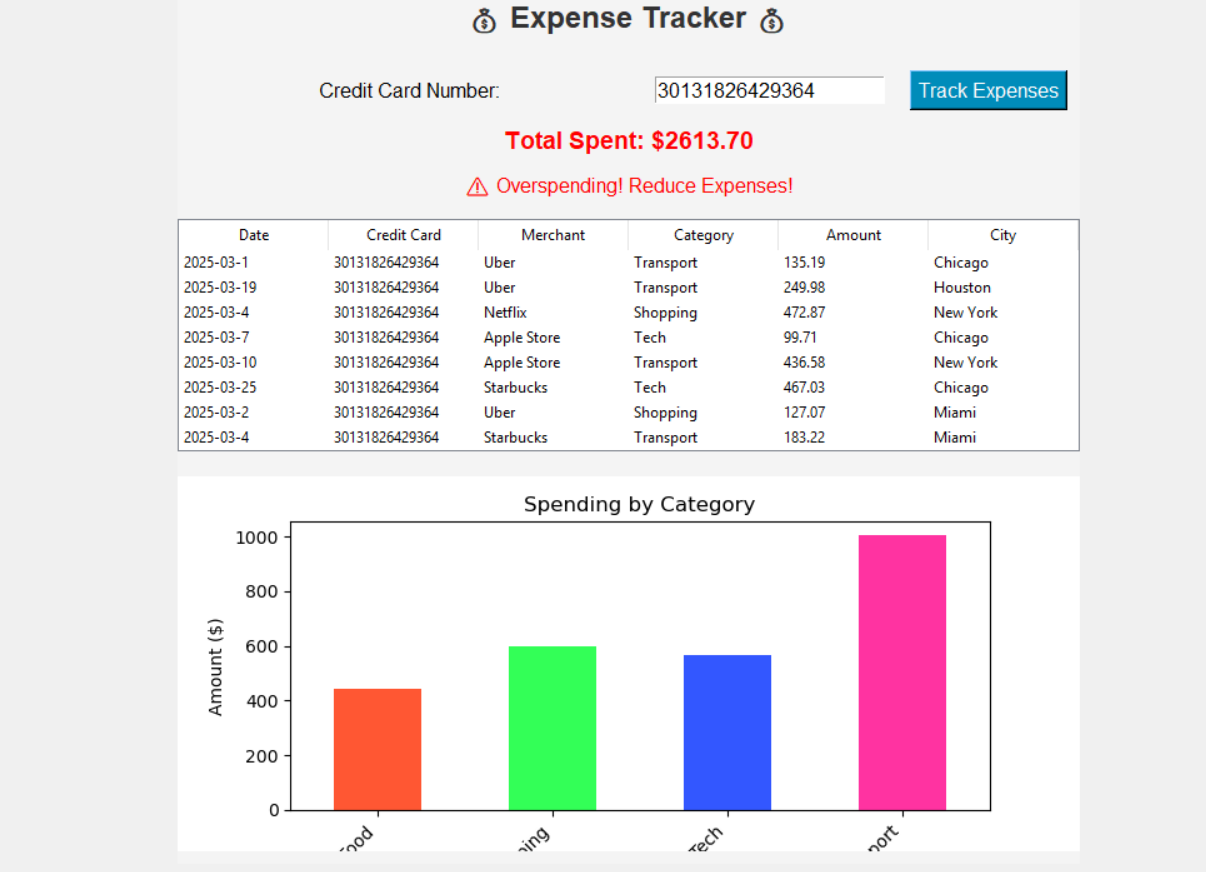 💰 Expense Tracker 💰
Credit Card Number: 30131826429364 Track Expenses
Total Spent: $2613.70
⚠ Overspending! Reduce Expenses!
Date Credit Card Merchant Category Amount City
2025-03-1 30131826429364 Uber Transport 135.19 Chicago
2025-03-19 30131826429364 Uber Transport 249.98 Houston
2025-03-4 30131826429364 Netflix Shopping 472.87 New York
2025-03-7 30131826429364 Apple Store Tech 99.71 Chicago
2025-03-10 30131826429364 Apple Store Transport 436.58 New York
2025-03-25 30131826429364 Starbucks Tech 467.03 Chicago
2025-03-2 30131826429364 Uber Shopping 127.07 Miami
2025-03-4 30131826429364 Starbucks Transport 183.22 Miami
Spending by Category
Amount ($)
1000
800
600
400
200
0
ood ping Tech port